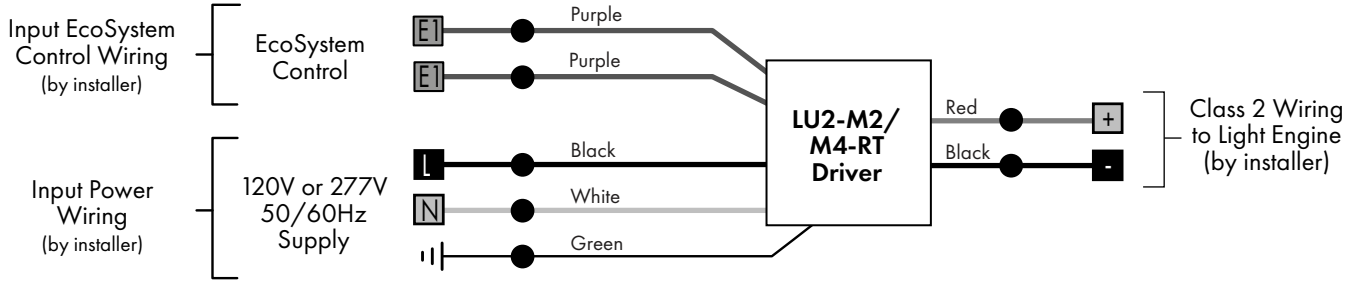 Input EcoSystem
Control Wiring
(by installer)
EcoSystem
Control
E1
Purple
E1
Purple
Input Power
Wiring
(by installer)
120V or 277V
50/60Hz
Supply
L
Black
N
White
Green
LU2-M2/
M4-RT
Driver
Red
+
Black
-
Class 2 Wiring
to Light Engine
(by installer)